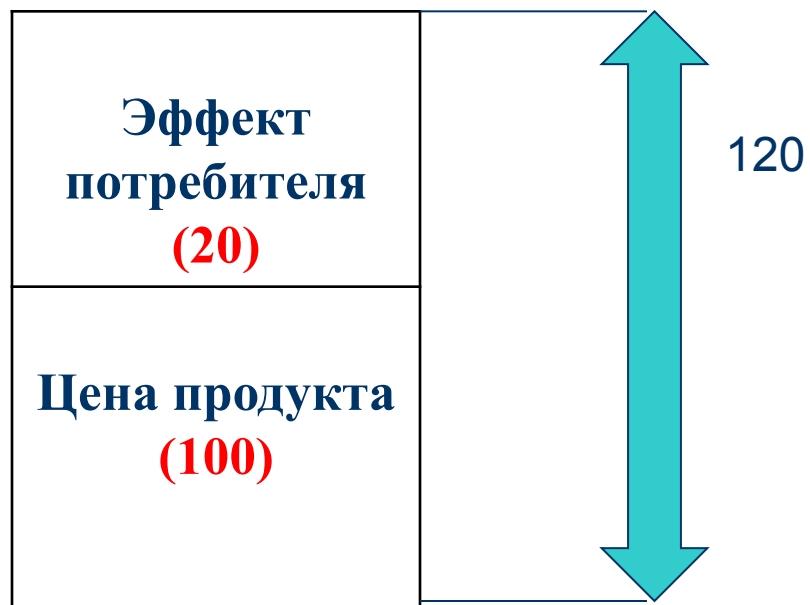 Эффект
потребителя
(20)
120
Цена продукта
(100)